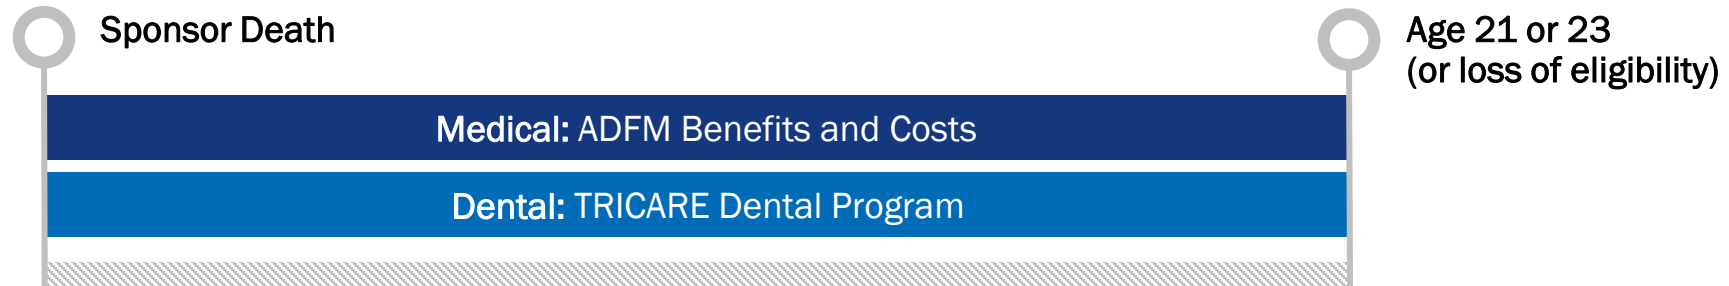 Sponsor Death
Age 21 or 23
(or loss of eligibility)
Medical: ADFM Benefits and Costs
Dental: TRICARE Dental Program